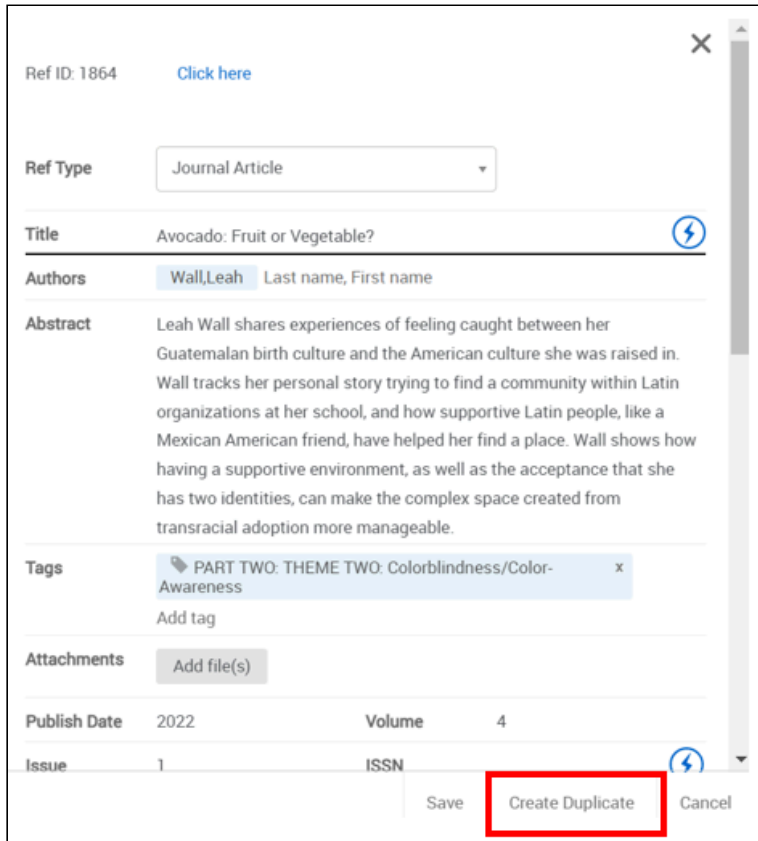 Ref ID: 1864 Click here
Ref Type Journal Article
Title Avocado: Fruit or Vegetable?
Authors Wall,Leah Last name, First name
Abstract Leah Wall shares experiences of feeling caught between her
Guatemalan birth culture and the American culture she was raised in.
Wall tracks her personal story trying to find a community within Latin
organizations at her school, and how supportive Latin people, like a
Mexican American friend, have helped her find a place. Wall shows how
having a supportive environment, as well as the acceptance that she
has two identities, can make the complex space created from
transracial adoption more manageable.
Tags PART TWO: THEME TWO: Colorblindness/Color- x
Awareness
Add tag
Attachments Add file(s)
Publish Date 2022 Volume 4
Issue 1 ISSN
Save Create Duplicate Cancel